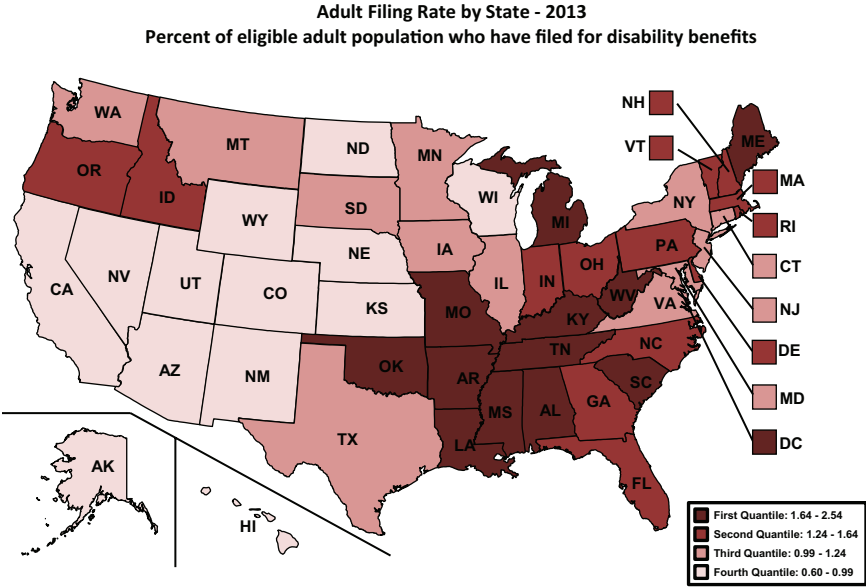 Adult Filing Rate by State - 2013
Percent of eligible adult population who have filed for disability benefits
NH
WA
VT
ME
MT
ND
MN
OR
MA
ID
WI
SD
NY
WY
MI
RI
IA
PA
NE
CT
NV
OH
IL
IN
UT
CA
CO
WV
VA
NJ
KS
MO
KY
NC
DE
TN
OK
AZ
NM
AR
SC
MD
MS
AL
GA
TX
LA
DC
AK
FL
HI
First Quantile: 1.64 - 2.54
Second Quantile: 1.24 - 1.64
Third Quantile: 0.99 - 1.24
Fourth Quantile: 0.60 - 0.99